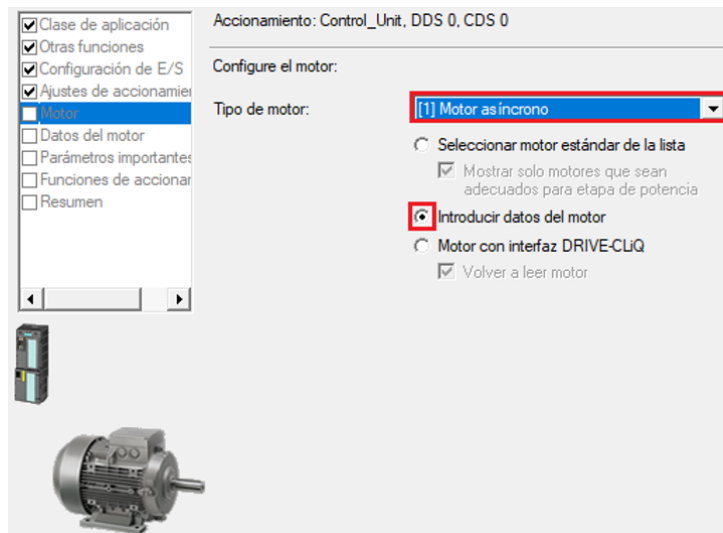 Clase de aplicación
Otras funciones
Configuración de E/S
Ajustes de accionamie
Motor
Datos del motor
Parámetros importantes
Funciones de accionar
Resumen
Accionamiento: Control_Unit, DDS 0, CDS 0
Configure el motor:
Tipo de motor:
[1] Motor asíncrono
Seleccionar motor estándar de la lista
Mostrar solo motores que sean
adecuados para etapa de potencia
Introducir datos del motor
Motor con interfaz DRIVE-CLiQ
Volver a leer motor